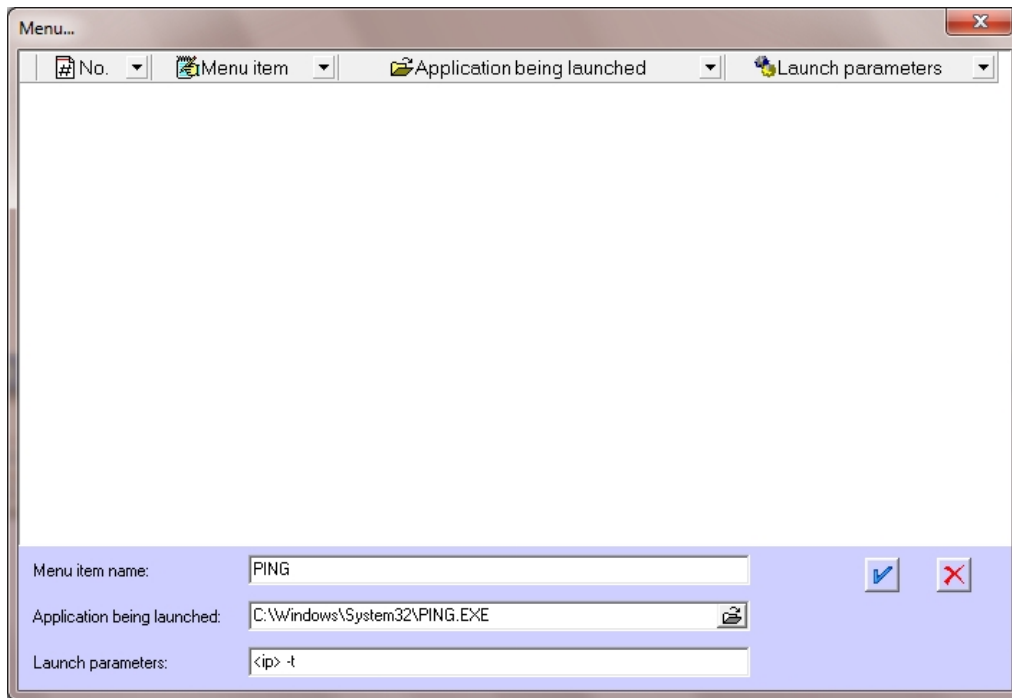 Menu...
No. Menu item Application being launched Launch parameters
Menu item name: PING
Application being launched: C:\Windows\System32\PING.EXE
Launch parameters: <ip> -t